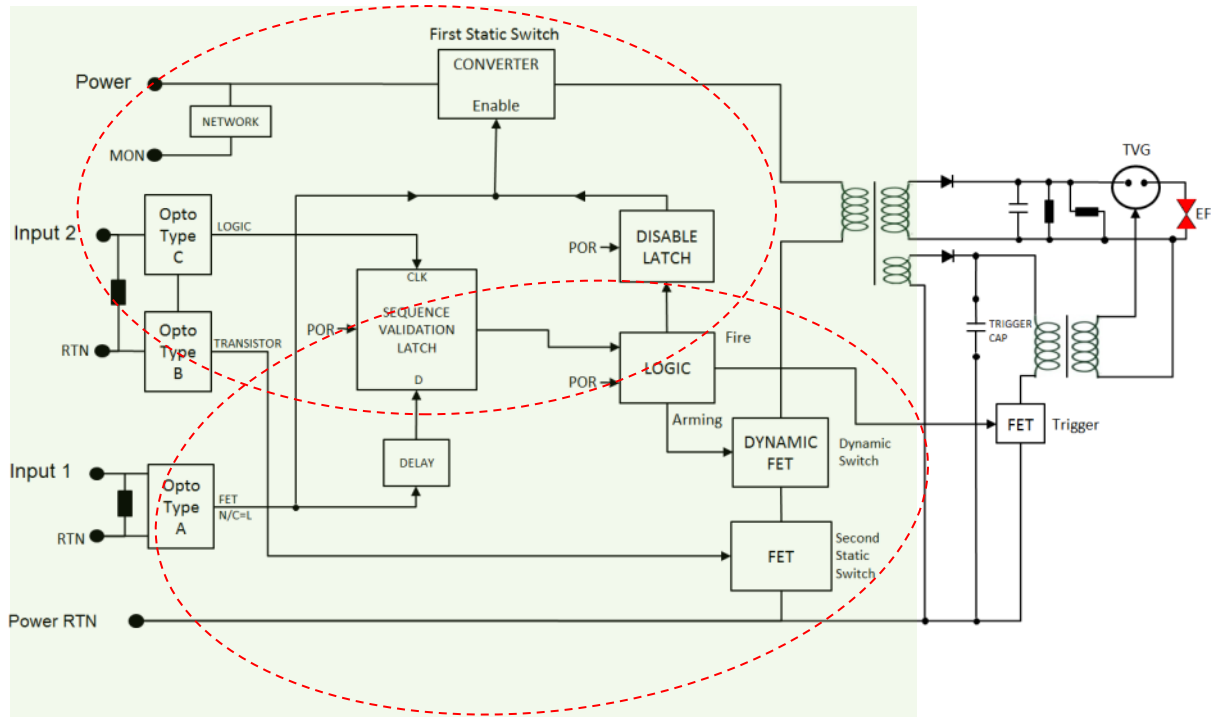 First Static Switch
Power
CONVERTER
Enable
NETWORK
MON
TVG
EF
Input 2
Opto
Type
C
LOGIC
DISABLE
LATCH
POR
CLK
SEQUENCE
VALIDATION
LATCH
D
POR
RTN
Opto
Type
B
TRANSISTOR
LOGIC
Fire
POR
Arming
TRIGGER
CAP
FET
Trigger
DYNAMIC
FET
Dynamic
Switch
DELAY
Input 1
Opto
Type
A
FET
N/C=L
RTN
FET
Second
Static
Switch
Power RTN